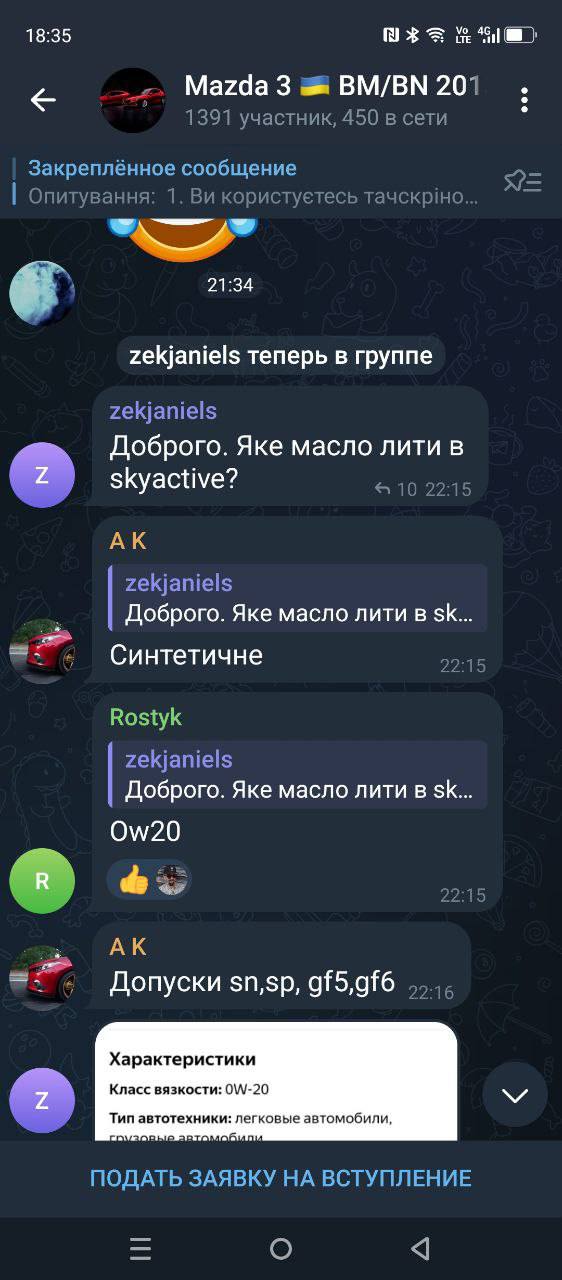 18:35
Vo
LTE
4G
Mazda 3 🇺🇦 BM/BN 201
1391 участник, 450 в сети
Закреплённое сообщение
Опитування: 1. Ви користуєтесь тачскріно...
21:34
zekjaniels теперь в группе
zekjaniels
Доброго. Яке масло лити в
skyactive?
10 22:15
Z
A K
zekjaniels
Доброго. Яке масло лити в sk...
Синтетичне
22:15
Rostyk
zekjaniels
Доброго. Яке масло лити в sk...
Ow20
👍
22:15
R
A K
Допуски sn,sp, gf5,gf6
22:16
Характеристики
Класс вязкости: 0W-20
Тип автотехники: легковые автомобили,
грузовые автомобили
Z
ПОДАТЬ ЗАЯВКУ НА ВСТУПЛЕНИЕ